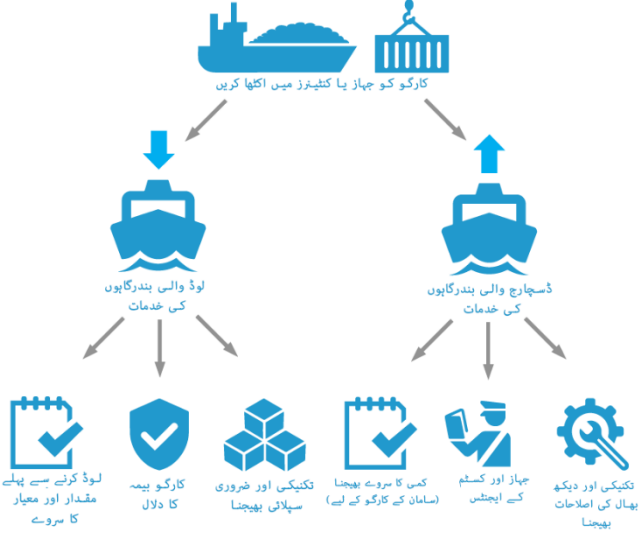 کارگو کو جہاز یا کنٹینرز میں اکٹھا کریں
لوڈ والی بندرگاہوں
کی خدمات
ڈسچارج والی بندرگاہوں
کی خدمات
لوڈ کرنے سے پہلے
مقدار اور معیار
کا سروے
کارگو بیمہ
کا دلال
تکنیکی اور ضروری
سپلائی بھیجنا
کمی کا سروے بھیجنا
(سامان کے کارگو کے لیے)
جہاز اور کسٹم
کے ایجنٹس
تکنیکی اور دیکھ
بھال کی اصلاحات
بھیجنا